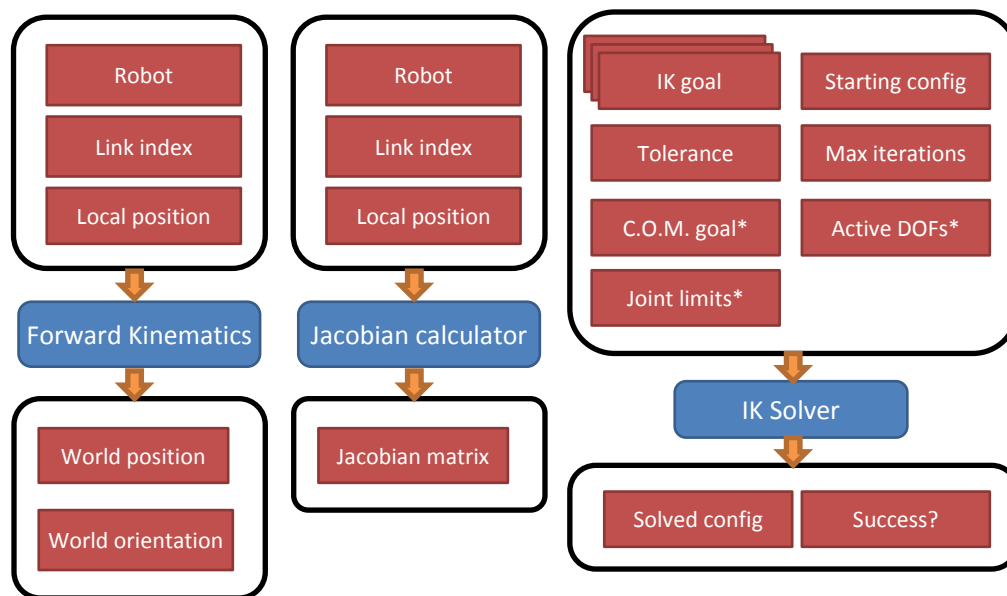 Robot
Link index
Local position
Forward Kinematics
World position
World orientation
Robot
Link index
Local position
Jacobian calculator
Jacobian matrix
IK goal
Starting config
Tolerance
Max iterations
C.O.M. goal*
Active DOFs*
Joint limits*
IK Solver
Solved config
Success?